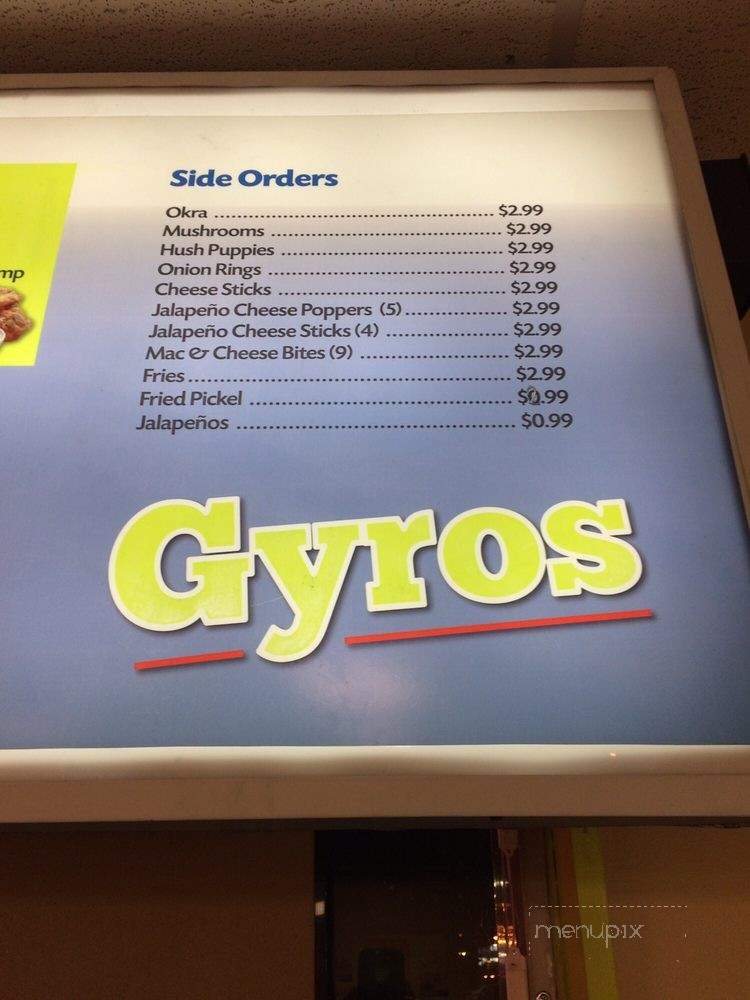 Side Orders
Okra ................................................ $2.99
Mushrooms ........................................ $2.99
Hush Puppies ...................................... $2.99
Onion Rings ........................................ $2.99
Cheese Sticks ...................................... $2.99
Jalapeño Cheese Poppers (5) .................. $2.99
Jalapeño Cheese Sticks (4) ..................... $2.99
Mac & Cheese Bites (9) ......................... $2.99
Fries ...................................................... $2.99
Fried Pickel ............................................ $.99
Jalapeños .............................................. $0.99
mp
Gyros
menupix